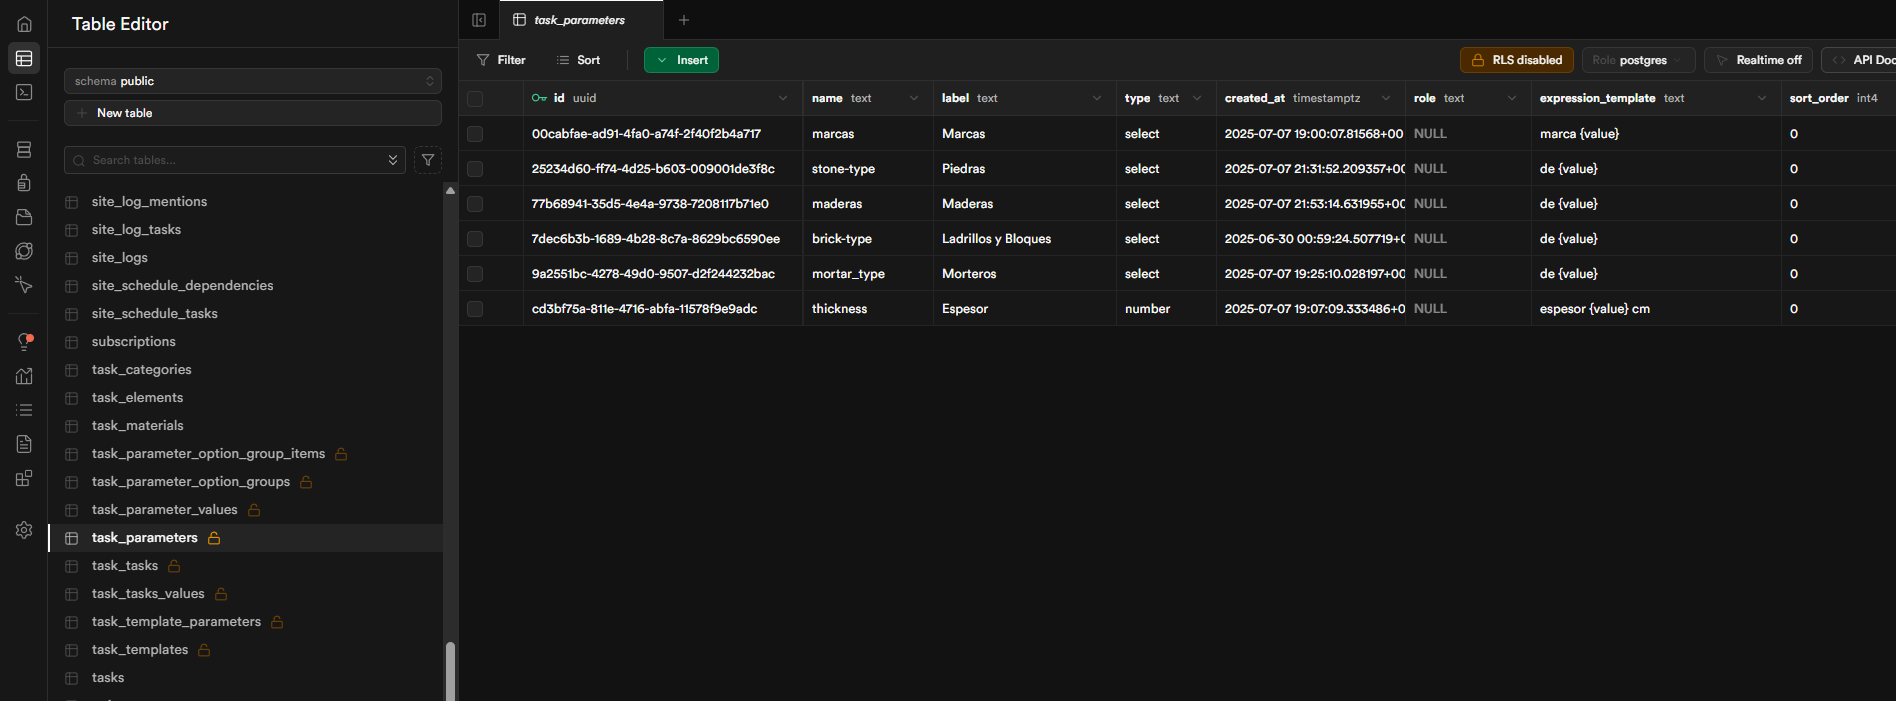 Table Editor
schema public
New table
Search tables...
site_log_mentions
site_log_tasks
site_logs
site_schedule_dependencies
site_schedule_tasks
subscriptions
task_categories
task_elements
task_materials
task_parameter_option_group_items
task_parameter_option_groups
task_parameter_values
task_parameters
task_tasks
task_tasks_values
task_template_parameters
task_templates
tasks
task_parameters
Filter Sort Insert RLS disabled Role postgres Realtime off API Doc
id uuid name text label text type text created_at timestamptz role text expression_template text sort_order int4
00cabfae-ad91-4fa0-a74f-2f40f2b4a717 marcas Marcas select 2025-07-07 19:00:07.81568+00 NULL marca {value} 0
25234d60-ff74-4d25-b603-009001de3f8c stone-type Piedras select 2025-07-07 21:31:52.209357+00 NULL de {value} 0
77b68941-35d5-4e4a-9738-7208117b71e0 maderas Maderas select 2025-07-07 21:53:14.631955+00 NULL de {value} 0
7dec6b3b-1689-4b28-8c7a-8629bc6590ee brick-type Ladrillos y Bloques select 2025-06-30 00:59:24.507719+0 NULL de {value} 0
9a2551bc-4278-49d0-9507-d2f244232bac mortar_type Morteros select 2025-07-07 19:25:10.028197+00 NULL de {value} 0
cd3bf75a-811e-4716-abfa-11578f9e9adc thickness Espesor number 2025-07-07 19:07:09.333486+0 NULL espesor {value} cm 0